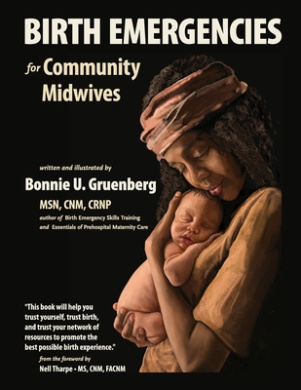 BIRTH EMERGENCIES
for Community
Midwives
written and illustrated by
Bonnie U. Gruenberg
MSN, CNM, CRNP
author of Birth Emergency Skills Training
and Essentials of Prehospital Maternity Care
"This book will help you
trust yourself, trust birth,
and trust your network of
resources to promote the
best possible birth experience."
from the foreword by
Nell Tharpe • MS, CNM, FACNM